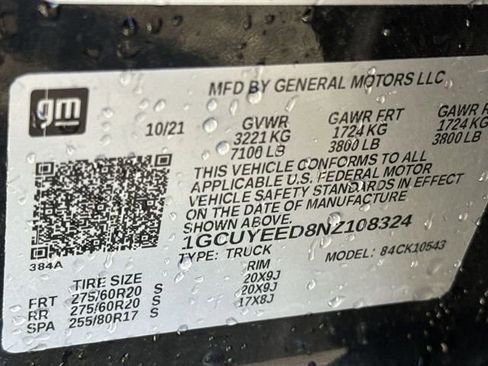 MFD BY GENERAL MOTORS LLC
gm
10/21 GVWR GAWR FRT GAWR RR
3221 KG 1724 KG 1724 KG
7100 LB 3800 LB 3800 LB
THIS VEHICLE CONFORMS TO ALL
APPLICABLE U.S. FEDERAL MOTOR
VEHICLE SAFETY STANDARDS IN EFFECT
ON THE DATE OF MANUFACTURE
1GCUYEED8NZ108324
TYPE: TRUCK MODEL: 84CK10543
384A
TIRE SIZE RIM
FRT 275/60R20 S 20X9J
RR 275/60R20 S 20X9J
SPA 255/80R17 S 17X8J